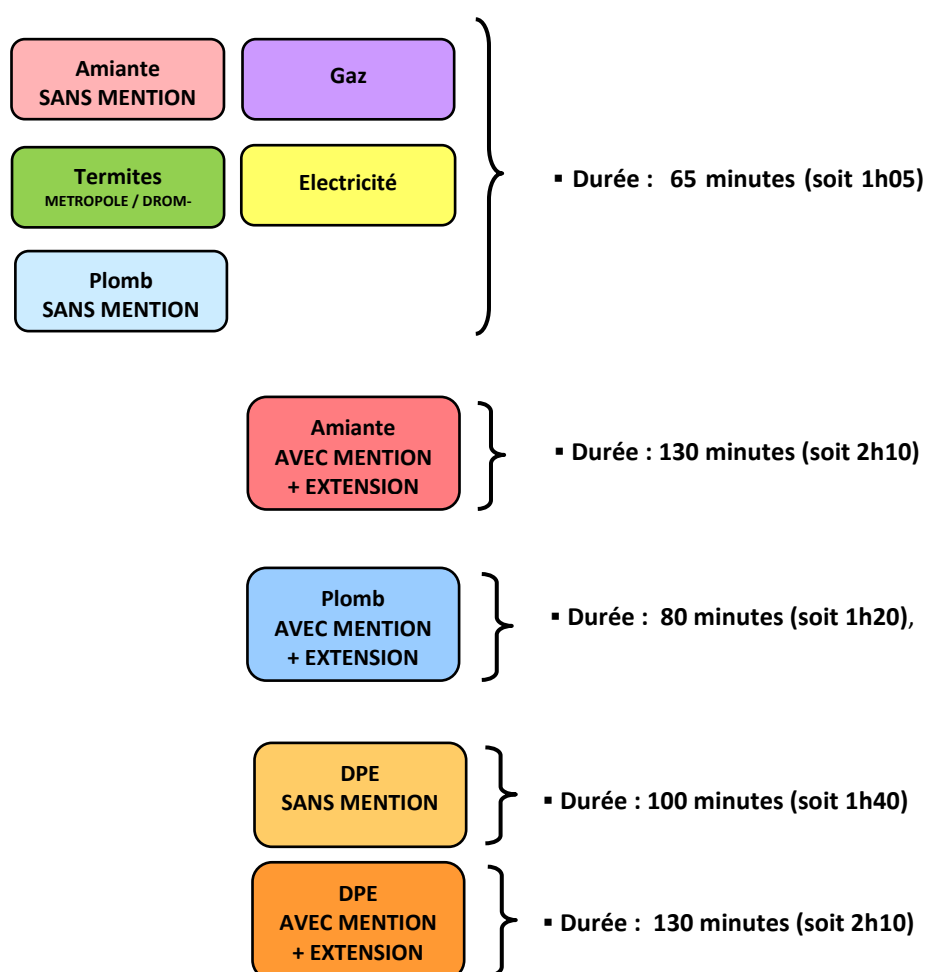 Amiante
SANS MENTION
Gaz
Termites
METROPOLE / DROM-
Electricité
Plomb
SANS MENTION
▪ Durée : 65 minutes (soit 1h05)
Amiante
AVEC MENTION
+ EXTENSION
▪ Durée : 130 minutes (soit 2h10)
Plomb
AVEC MENTION
+ EXTENSION
▪ Durée : 80 minutes (soit 1h20),
DPE
SANS MENTION
▪ Durée : 100 minutes (soit 1h40)
DPE
AVEC MENTION
+ EXTENSION
▪ Durée : 130 minutes (soit 2h10)